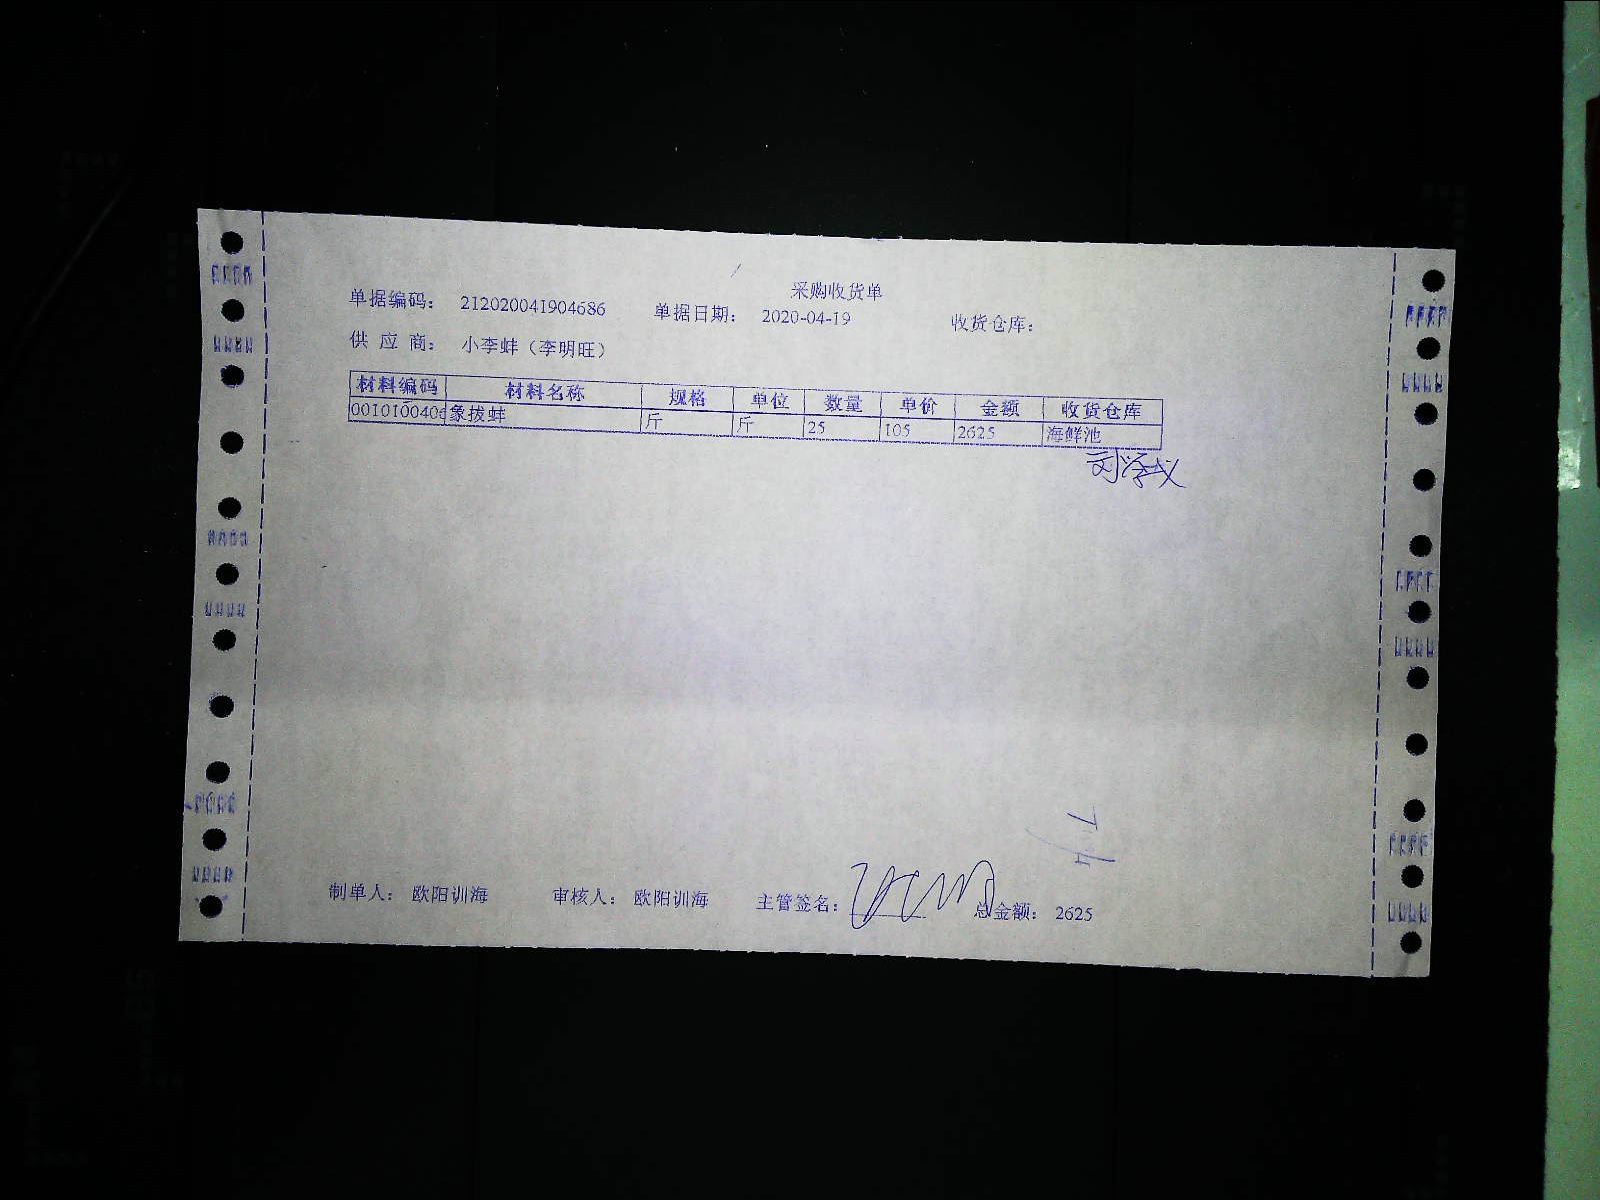 采购收货单
单据编码： 212020041904686 单据日期： 2020-04-19 收货仓库：
供 应 商： 小李蚌（李明旺）
材料编码 材料名称 规格 单位 数量 单价 金额 收货仓库
001010040 象拔蚌 斤 斤 25 105 2625 海鲜池
制单人： 欧阳训海 审核人： 欧阳训海 主管签名： 总金额： 2625